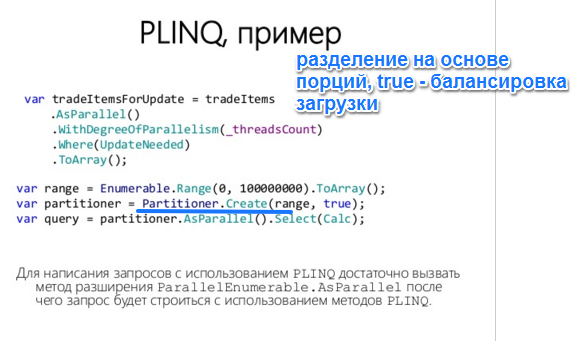 PLINQ, пример
разделение на основе
порций, true - балансировка
загрузки
var tradeItemsForUpdate = tradeItems
.AsParallel()
.WithDegreeOfParallelism(_threadsCount)
.Where(UpdateNeeded)
.ToArray();
var range = Enumerable.Range(0, 100000000).ToArray();
var partitioner = Partitioner.Create(range, true);
var query = partitioner.AsParallel().Select(Calc);
Для написания запросов с использованием PLINQ достаточно вызвать
метод разширения ParallelEnumerable.AsParallel после
чего запрос будет строиться с использованием методов PLINQ.